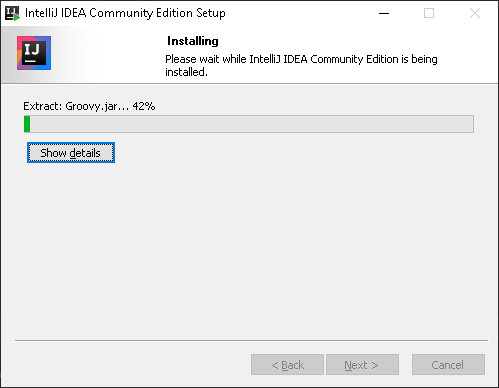 IntelliJ IDEA Community Edition Setup
IJ
Installing
Please wait while IntelliJ IDEA Community Edition is being
installed.
Extract: Groovy.jar... 42%
Show details
< Back
Next >
Cancel